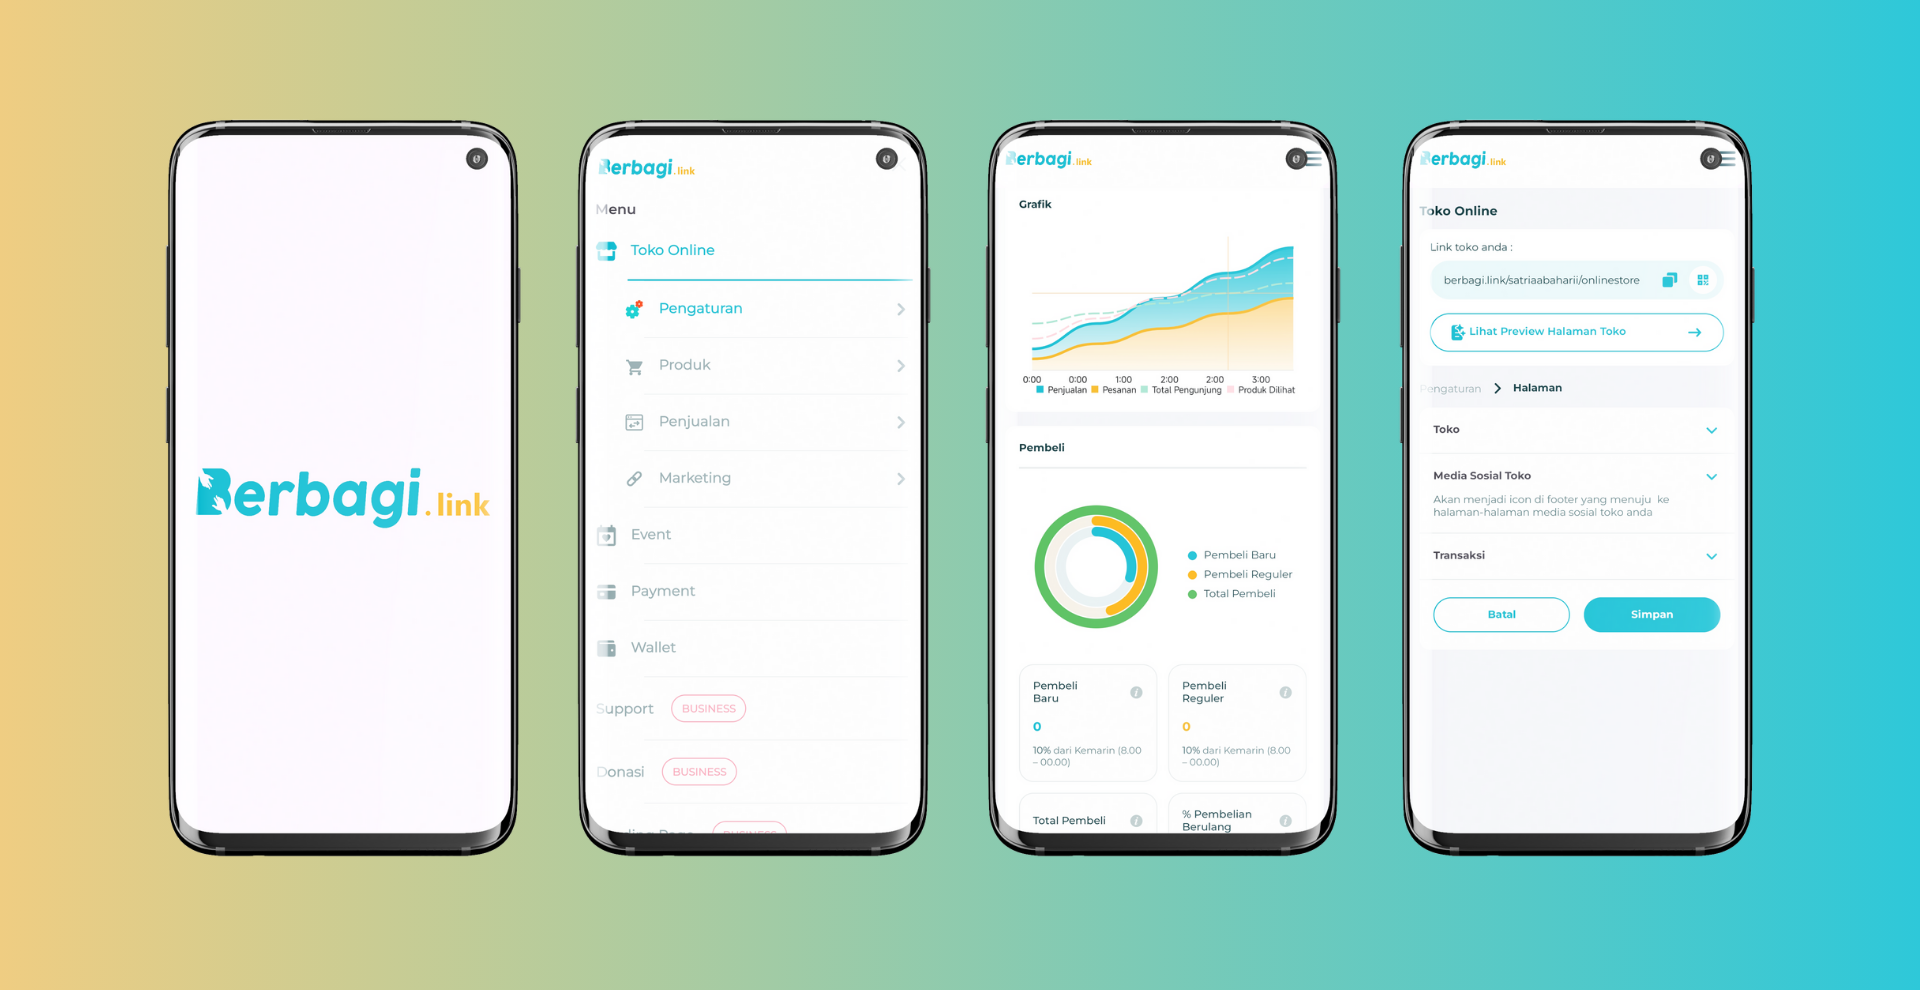 Berbagi.link
Berbagi.link
Menu
Toko Online
Pengaturan
Produk
Penjualan
Marketing
Event
Payment
Wallet
Support BUSINESS
Donasi BUSINESS
BUSINESS
Berbagi.link
Grafik
0:00 0:00 1:00 2:00 2:00 3:00
Penjualan Pesanan Total Pengunjung Produk Dilihat
Pembeli
Pembeli Baru
Pembeli Reguler
Total Pembeli
Pembeli
Baru
0
10% dari Kemarin (8.00
– 00.00)
Pembeli
Reguler
0
10% dari Kemarin (8.00
– 00.00)
Total Pembeli
% Pembelian
Berulang
Berbagi.link
Toko Online
Link toko anda :
berbagi.link/satriaabaharii/onlinestore
Lihat Preview Halaman Toko
Pengaturan > Halaman
Toko
Media Sosial Toko
Akan menjadi icon di footer yang menuju ke
halaman-halaman media sosial toko anda
Transaksi
Batal
Simpan